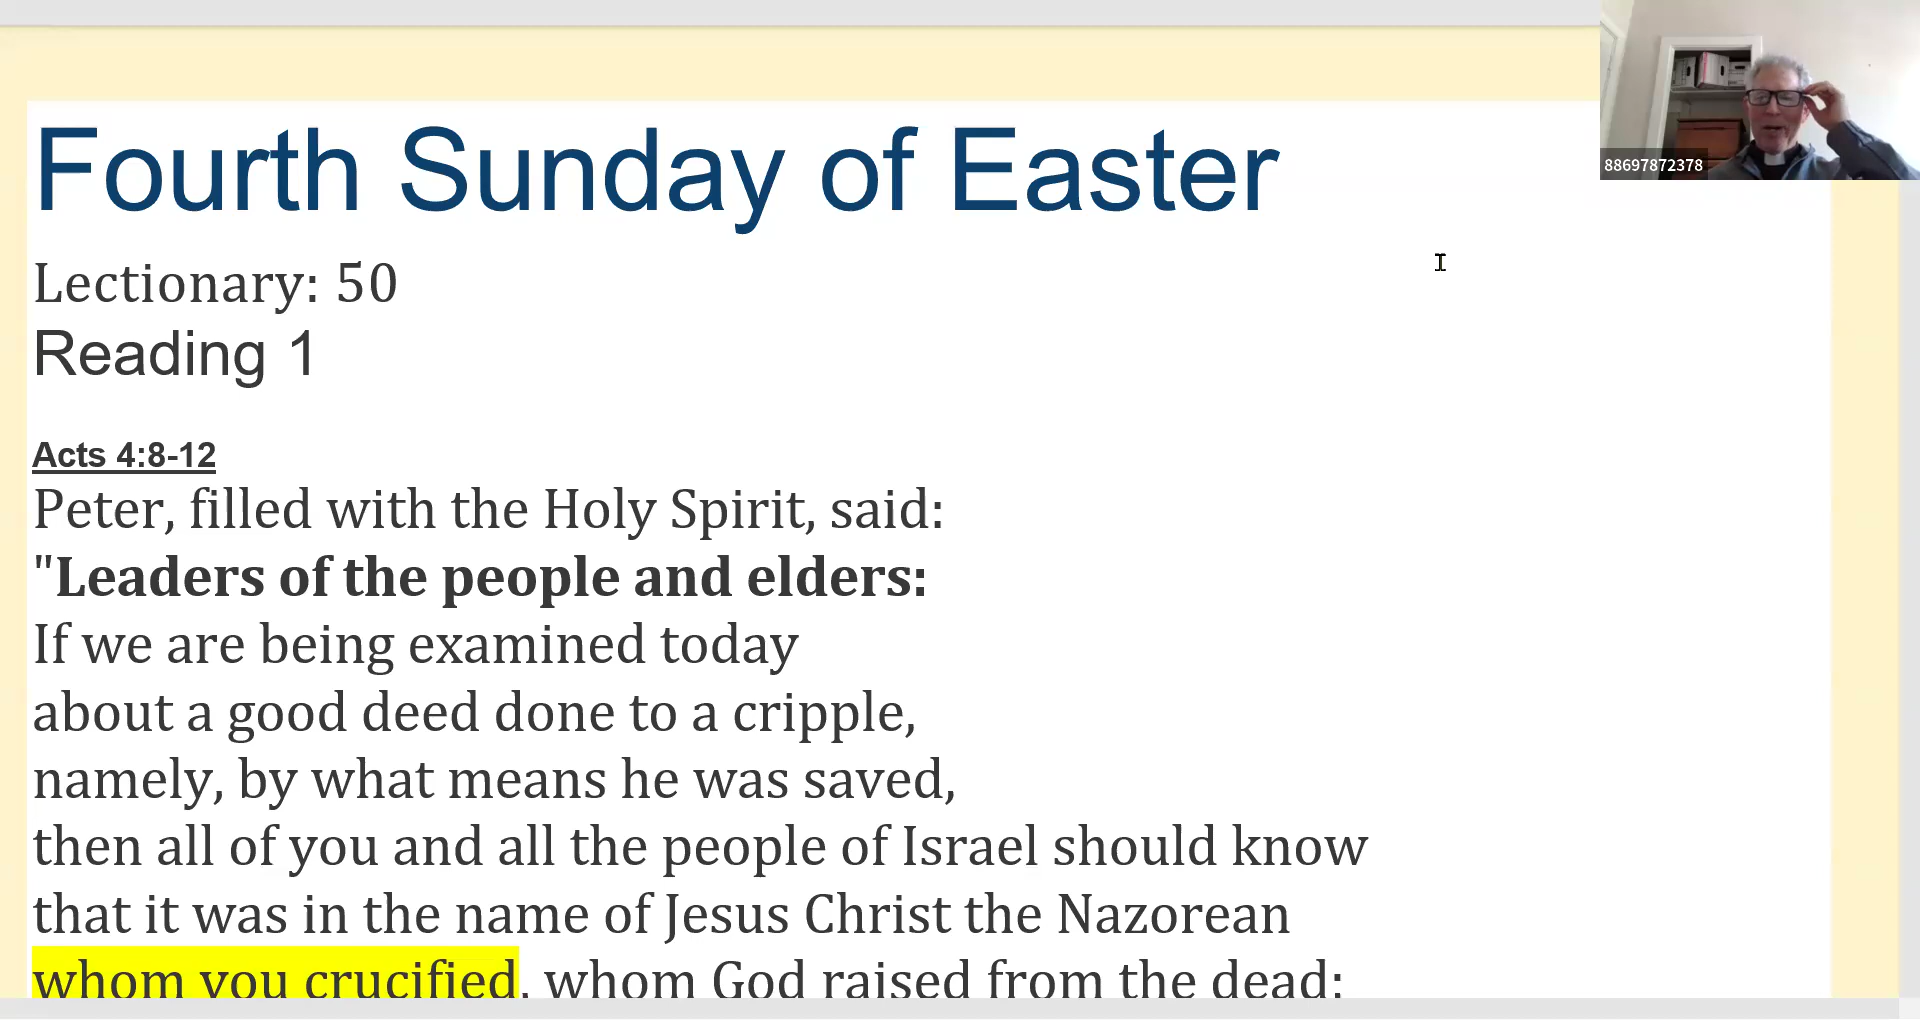 Fourth Sunday of Easter
88697872378
Lectionary: 50
Reading 1
Acts 4:8-12
Peter, filled with the Holy Spirit, said:
"Leaders of the people and elders:
If we are being examined today
about a good deed done to a cripple,
namely, by what means he was saved,
then all of you and all the people of Israel should know
that it was in the name of Jesus Christ the Nazorean
whom you crucified, whom God raised from the dead;